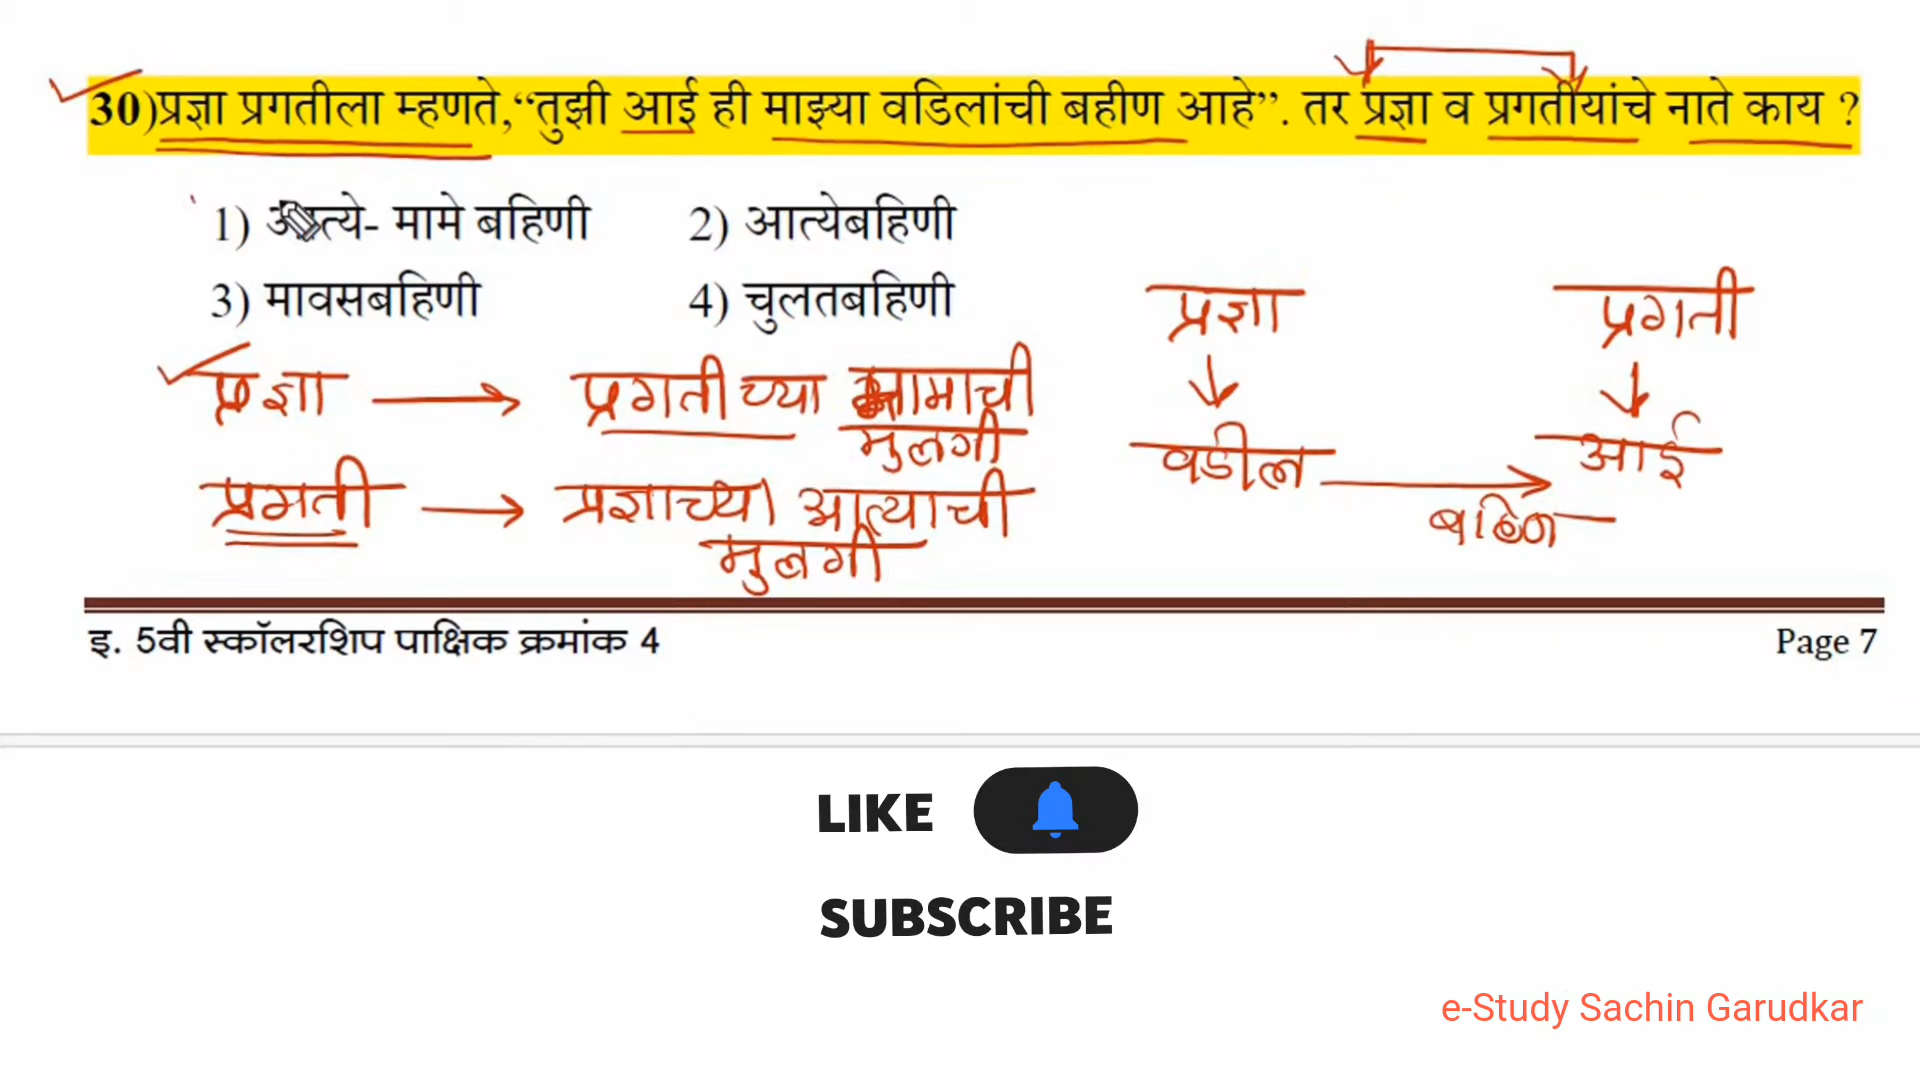 30)प्रज्ञा प्रगतीला म्हणते,“तुझी आई ही माझ्या वडिलांची बहीण आहे”. तर प्रज्ञा व प्रगतीयांचे नाते काय ?
1) आत्ये- मामे बहिणी 2) आत्येबहिणी
3) मावसबहिणी 4) चुलतबहिणी
प्रज्ञा प्रगती
प्रज्ञा → प्रगतीच्या मामाची
मुलगी
वडील → आई
बहिण
प्रगती → प्रज्ञाच्या आत्याची
मुलगी
इ. 5वी स्कॉलरशिप पाक्षिक क्रमांक 4 Page 7
LIKE
SUBSCRIBE
e-Study Sachin Garudkar